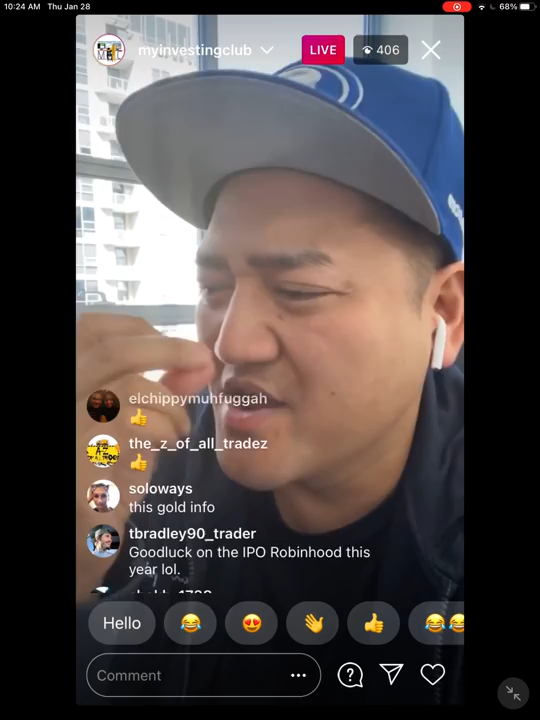 10:24 AM Thu Jan 28
68%
myinvestingclub
LIVE
406
elchippymuhfuggah
👍
the_z_of_all_tradez
👍
soloways
this gold info
tbradley90_trader
Goodluck on the IPO Robinhood this
year lol.
Hello 😂 😍 👋 👍 😂😂
Comment